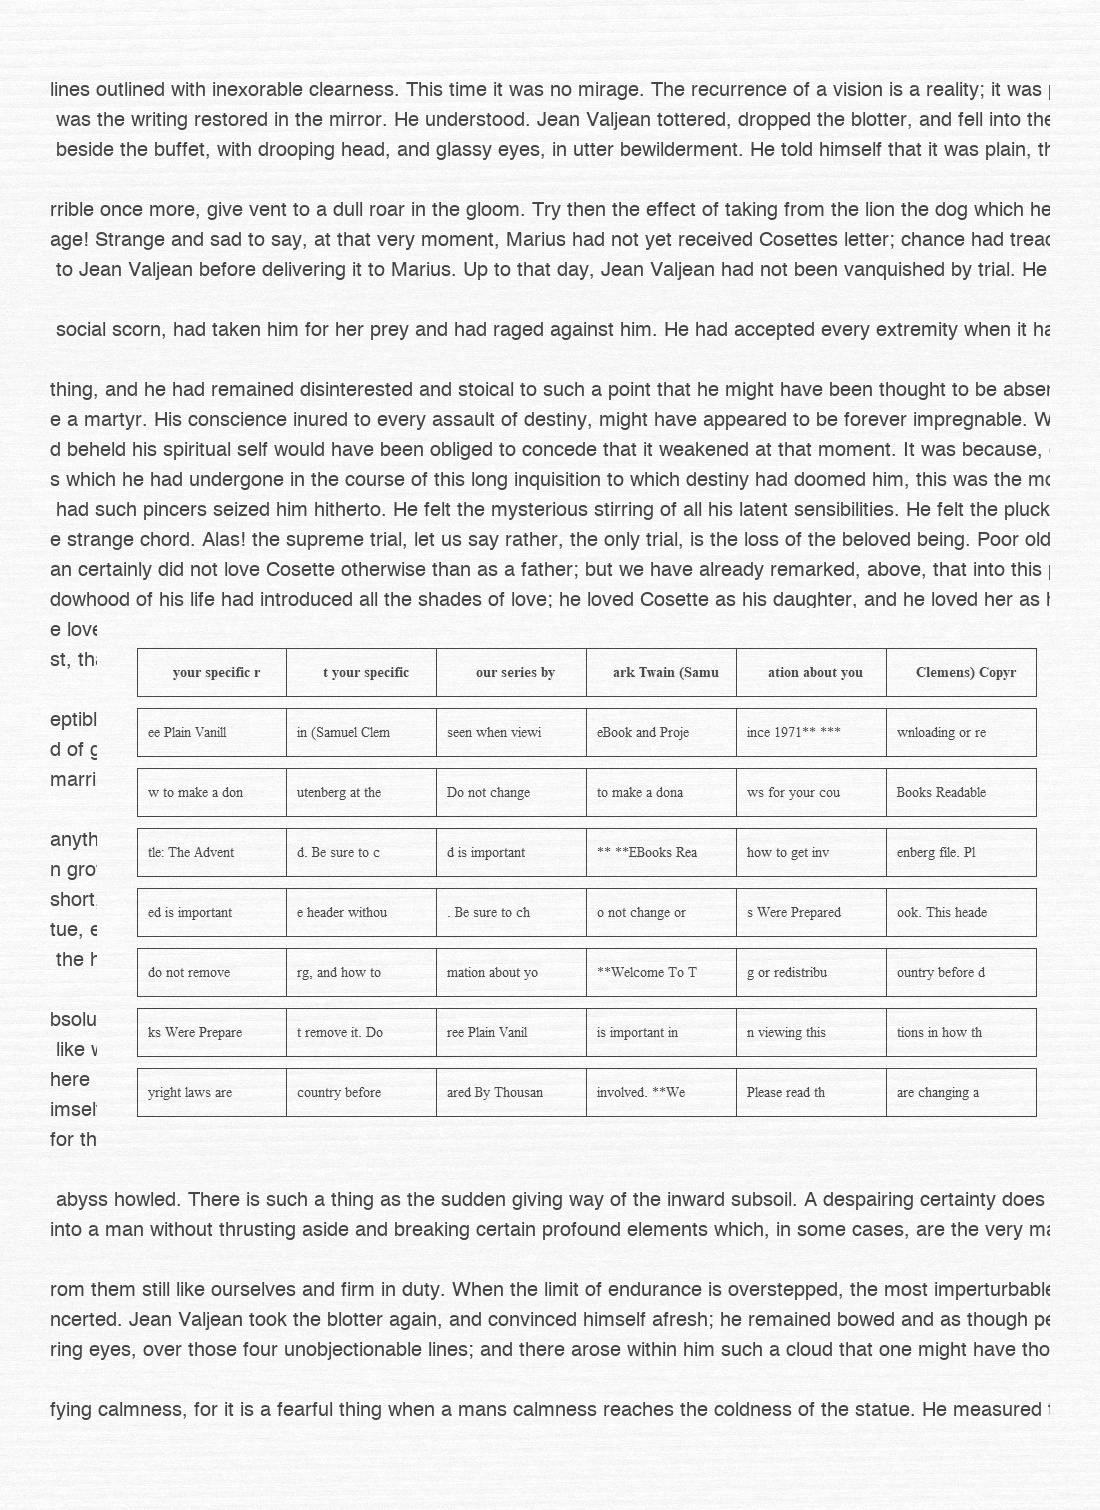 lines outlined with inexorable clearness. This time it was no mirage. The recurrence of a vision is a reality; it was
was the writing restored in the mirror. He understood. Jean Valjean tottered, dropped the blotter, and fell into the
beside the buffet, with drooping head, and glassy eyes, in utter bewilderment. He told himself that it was plain, th
rrible once more, give vent to a dull roar in the gloom. Try then the effect of taking from the lion the dog which he
age! Strange and sad to say, at that very moment, Marius had not yet received Cosettes letter; chance had treac
to Jean Valjean before delivering it to Marius. Up to that day, Jean Valjean had not been vanquished by trial. He
social scorn, had taken him for her prey and had raged against him. He had accepted every extremity when it ha
thing, and he had remained disinterested and stoical to such a point that he might have been thought to be absen
e a martyr. His conscience inured to every assault of destiny, might have appeared to be forever impregnable. W
d beheld his spiritual self would have been obliged to concede that it weakened at that moment. It was because,
s which he had undergone in the course of this long inquisition to which destiny had doomed him, this was the mo
had such pincers seized him hitherto. He felt the mysterious stirring of all his latent sensibilities. He felt the pluck
e strange chord. Alas! the supreme trial, let us say rather, the only trial, is the loss of the beloved being. Poor old
an certainly did not love Cosette otherwise than as a father; but we have already remarked, above, that into this
dowhood of his life had introduced all the shades of love; he loved Cosette as his daughter, and he loved her as
e love
st, tha
your specific r t your specific our series by ark Twain (Samu ation about you Clemens) Copyr
eptibl
ee Plain Vanill in (Samuel Clem seen when viewi eBook and Proje ince 1971** *** wnloading or re
d of g
marri
w to make a don utenberg at the Do not change to make a dona ws for your cou Books Readable
anyth
tle: The Advent d. Be sure to c d is important ** **EBooks Rea how to get inv enberg file. Pl
n gro
short
ed is important e header withou . Be sure to ch o not change or s Were Prepared ook. This heade
tue, e
the h
do not remove rg, and how to mation about yo **Welcome To T g or redistribu ountry before d
bsolu
ks Were Prepare t remove it. Do ree Plain Vanil is important in n viewing this tions in how th
like
here
yright laws are country before ared By Thousan involved. **We Please read th are changing a
imself
for th
abyss howled. There is such a thing as the sudden giving way of the inward subsoil. A despairing certainty does
into a man without thrusting aside and breaking certain profound elements which, in some cases, are the very ma
rom them still like ourselves and firm in duty. When the limit of endurance is overstepped, the most imperturbable
ncerted. Jean Valjean took the blotter again, and convinced himself afresh; he remained bowed and as though pe
ring eyes, over those four unobjectionable lines; and there arose within him such a cloud that one might have tho
fying calmness, for it is a fearful thing when a mans calmness reaches the coldness of the statue. He measured